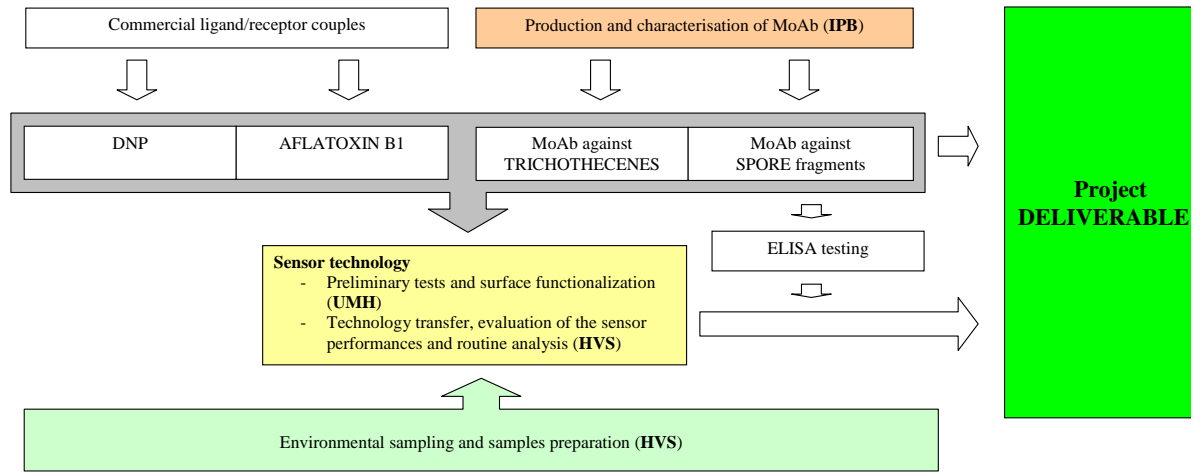 Commercial ligand/receptor couples
Production and characterisation of MoAb (IPB)
DNP
AFLATOXIN B1
MoAb against
TRICHOTHECENES
MoAb against
SPORE fragments
Project
DELIVERABLE
ELISA testing
Sensor technology
- Preliminary tests and surface functionalization
(UMH)
- Technology transfer, evaluation of the sensor
performances and routine analysis (HVS)
Environmental sampling and samples preparation (HVS)